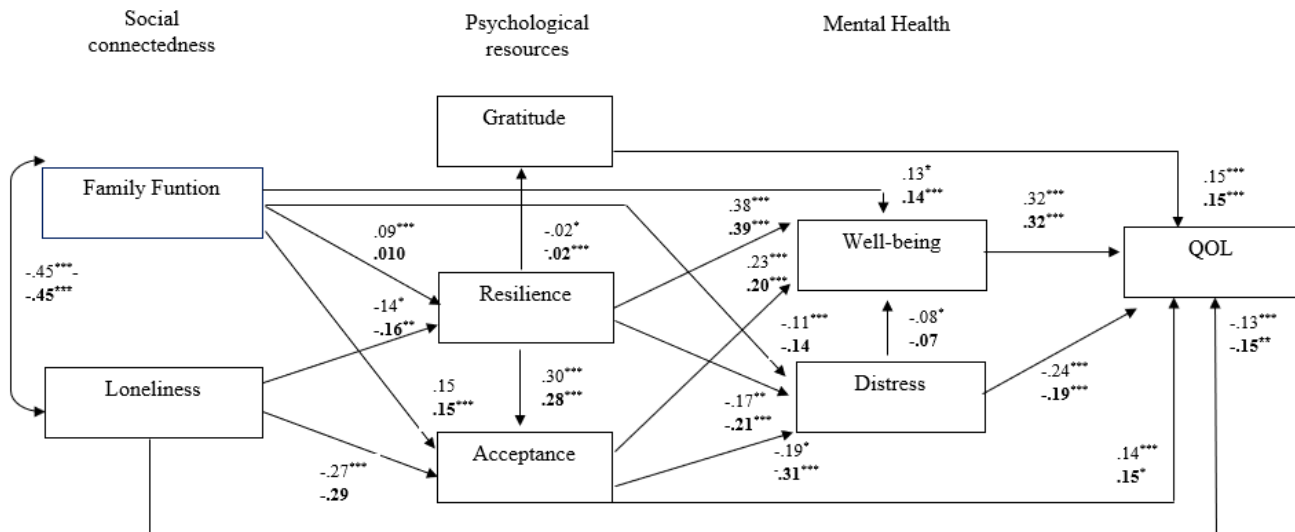 Social
connectedness
Psychological
resources
Mental Health
Gratitude
Family Funtion
.13*
.14***
.15***
.15***
.38***
.39***
.32***
.32***
.09***
.010
-.02*
-.02***
Well-being
QOL
.23***
.20***
-.45***-
-.45***
Resilience
-14*
-.16**
-.11***
-.14
-.08*
-.07
-.13***
-.15**
Loneliness
.15
.15***
.30***
.28***
Distress
-.24***
-.19***
-.17**
-.21***
Acceptance
-.19*
-.31***
.14***
.15*
-.27***
-.29